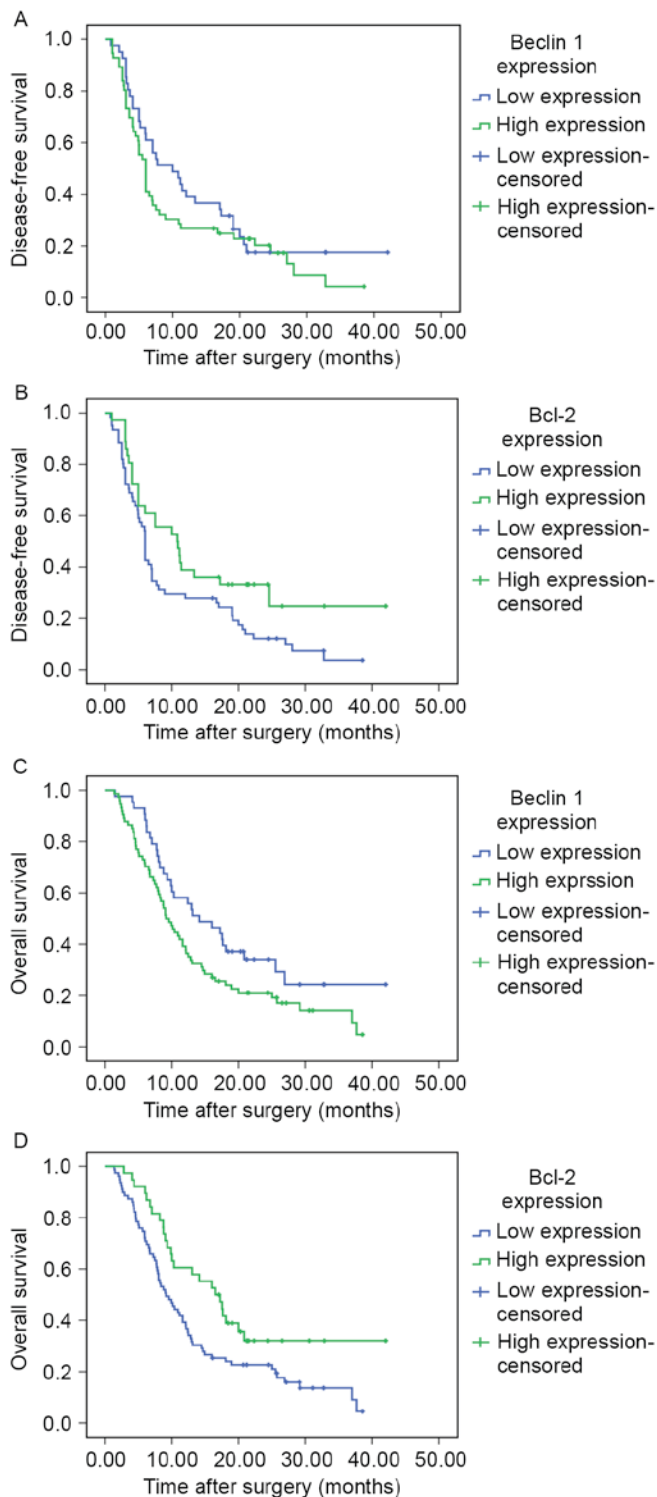 A
Disease-free survival
1.0
0.8
0.6
0.4
0.2
0.0
0.00 10.00 20.00 30.00 40.00 50.00
Time after surgery (months)
Beclin 1
expression
Low expression
High expression
Low expression-
censored
High expression-
censored
B
Disease-free survival
1.0
0.8
0.6
0.4
0.2
0.0
0.00 10.00 20.00 30.00 40.00 50.00
Time after surgery (months)
Bcl-2
expression
Low expression
High expression
Low expression-
censored
High expression-
censored
C
Overall survival
1.0
0.8
0.6
0.4
0.2
0.0
0.00 10.00 20.00 30.00 40.00 50.00
Time after surgery (months)
Beclin 1
expression
Low expression
High exprssion
Low expression-
censored
High expression-
censored
D
Overall survival
1.0
0.8
0.6
0.4
0.2
0.0
0.00 10.00 20.00 30.00 40.00 50.00
Time after surgery (months)
Bcl-2
expression
Low expression
High expression
Low expression-
censored
High expression-
censored